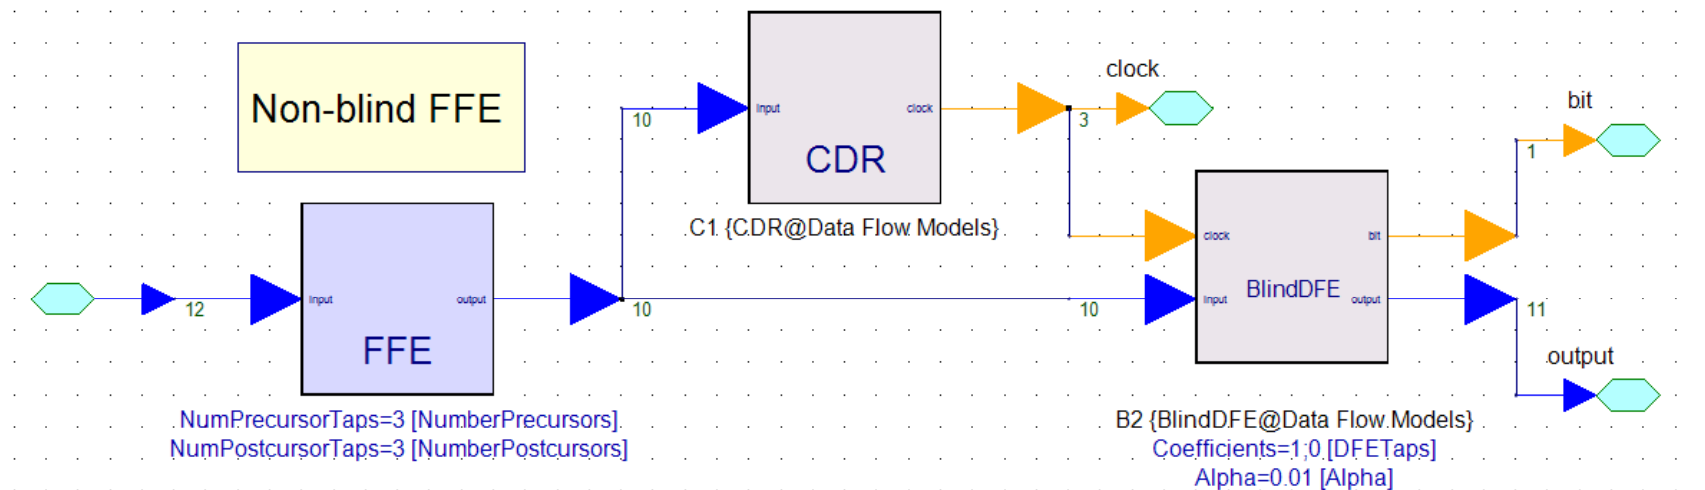 clock
bit
Non-blind FFE
Input
clock
10
3
1
CDR
C1 {CDR@Data Flow Models}
clock
bit
BlindDFE
Input
output
12
10
10
Input
output
11
FFE
output
NumPrecursorTaps=3 [NumberPrecursors]
NumPostcursorTaps=3 [NumberPostcursors]
B2 {BlindDFE@Data Flow Models}
Coefficients=1;0 [DFETaps]
Alpha=0.01 [Alpha]